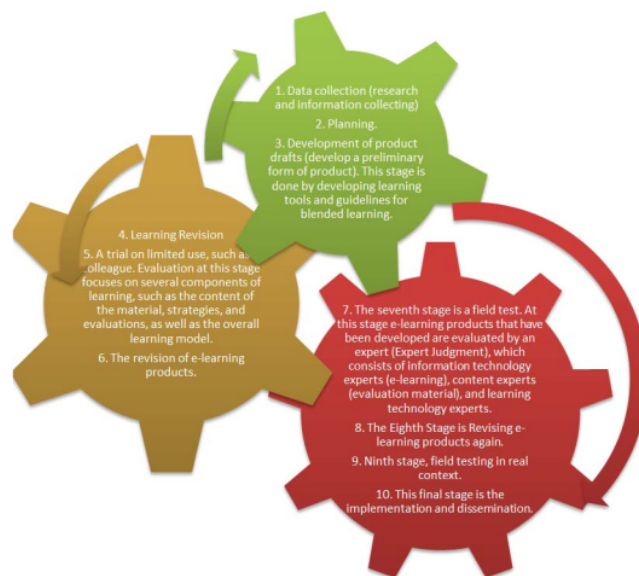 1. Data collection (research
and information collecting)
2. Planning.
3. Development of product
drafts (develop a preliminary
form of product). This stage is
done by developing learning
tools and guidelines for
blended learning.
4. Learning Revision
5. A trial on limited use, such as
colleague. Evaluation at this stage
focuses on several components of
learning, such as the content of
the material, strategies, and
evaluations, as well as the overall
learning model.
6. The revision of e-learning
products.
7. The seventh stage is a field test. At
this stage e-learning products that have
been developed are evaluated by an
expert (Expert Judgment), which
consists of information technology
experts (e-learning), content experts
(evaluation material), and learning
technology experts.
8. The Eighth Stage is Revising e-
learning products again.
9. Ninth stage, field testing in real
context.
10. This final stage is the
implementation and dissemination.